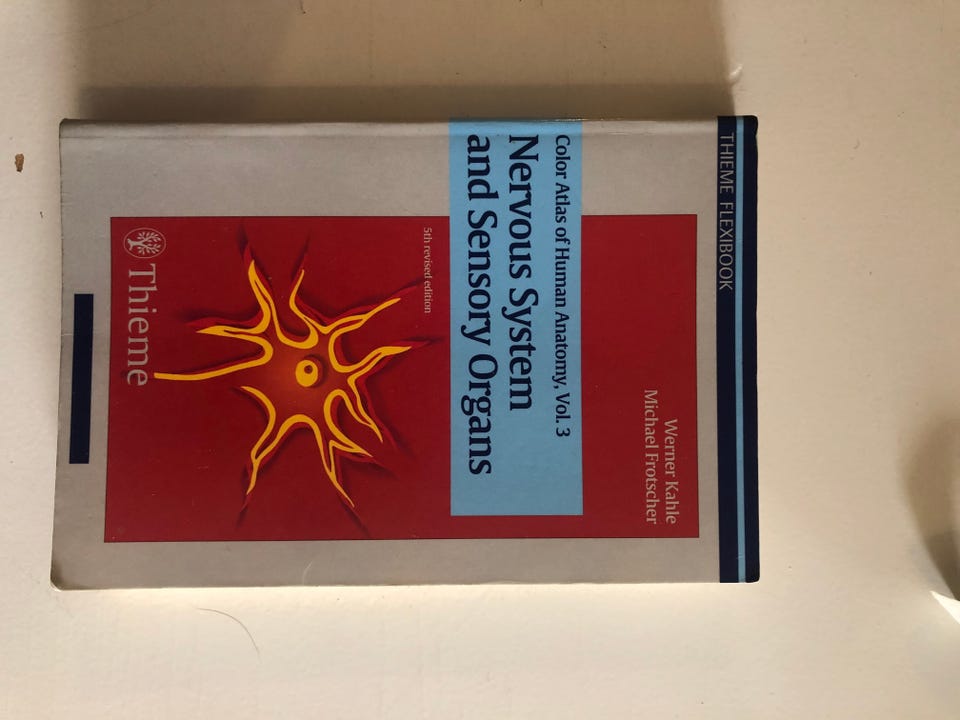 THIEME FLEXIBOOK
Werner Kahle
Michael Frotscher
Color Atlas of Human Anatomy, Vol. 3
Nervous System
and Sensory Organs
5th revised edition
Thieme